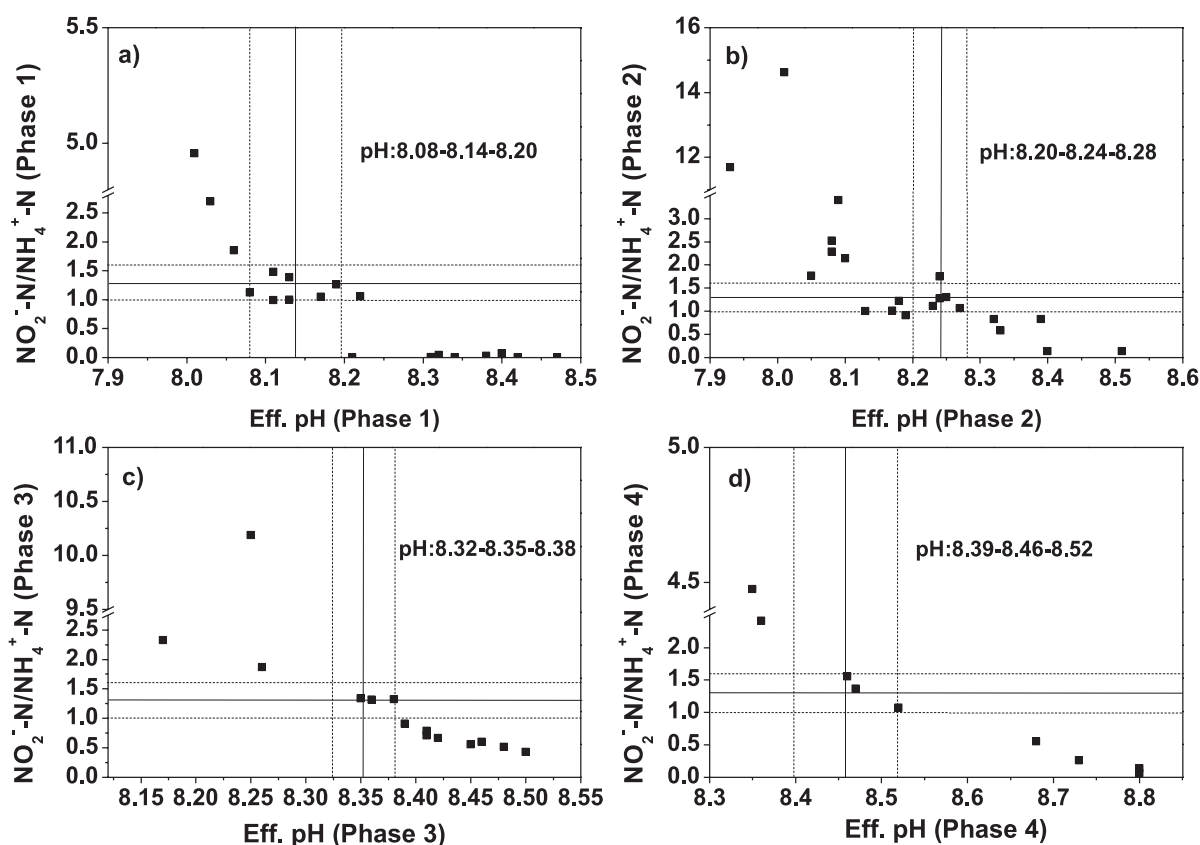 a)
pH:8.08-8.14-8.20
NO2⁻-N/NH4⁺-N (Phase 1)
5.5
5.0
2.5
2.0
1.5
1.0
0.5
0.0
7.9 8.0 8.1 8.2 8.3 8.4 8.5
Eff. pH (Phase 1)
b)
pH:8.20-8.24-8.28
NO2⁻-N/NH4⁺-N (Phase 2)
16
14
12
3.0
2.5
2.0
1.5
1.0
0.5
0.0
7.9 8.0 8.1 8.2 8.3 8.4 8.5 8.6
Eff. pH (Phase 2)
c)
pH:8.32-8.35-8.38
NO2⁻-N/NH4⁺-N (Phase 3)
11.0
10.5
10.0
9.5
2.5
2.0
1.5
1.0
0.5
0.0
8.15 8.20 8.25 8.30 8.35 8.40 8.45 8.50 8.55
Eff. pH (Phase 3)
d)
pH:8.39-8.46-8.52
NO2⁻-N/NH4⁺-N (Phase 4)
5.0
4.5
2.0
1.5
1.0
0.5
0.0
8.3 8.4 8.5 8.6 8.7 8.8
Eff. pH (Phase 4)